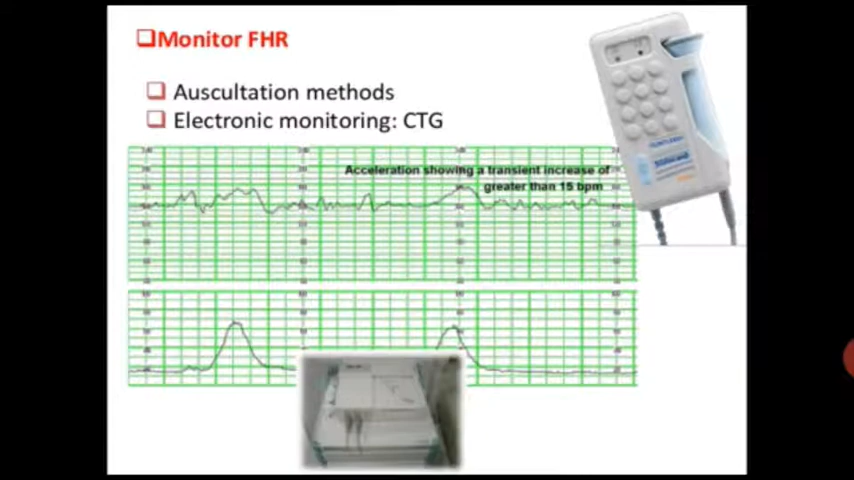 Monitor FHR
Auscultation methods
Electronic monitoring: CTG
Acceleration showing a transient increase of
greater than 15 bpm